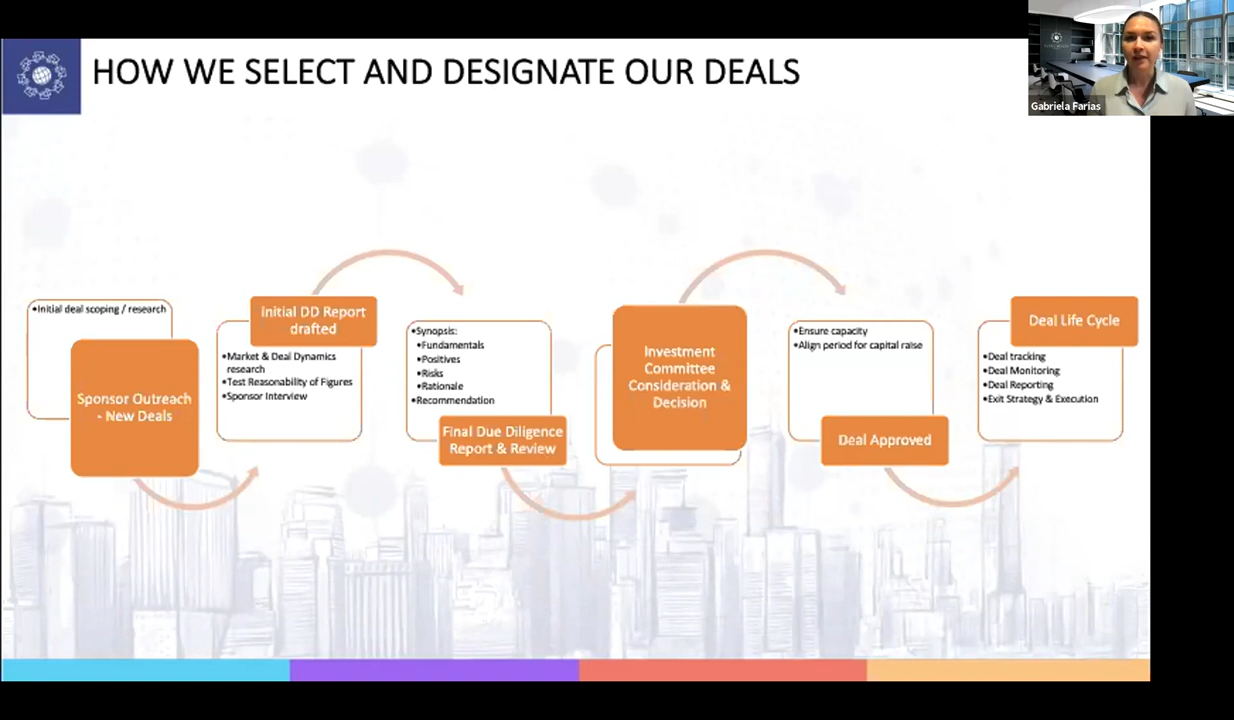 HOW WE SELECT AND DESIGNATE OUR DEALS
Gabriela Farías
•Initial deal scoping / research
Sponsor Outreach
- New Deals
Initial DD Report
drafted
•Market & Deal Dynamics
research
•Test Reasonability of Figures
•Sponsor Interview
•Synopsis:
•Fundamentals
•Positives
•Risks
•Rationale
•Recommendation
Final Due Diligence
Report & Review
Investment
Committee
Consideration &
Decision
•Ensure capacity
•Align period for capital raise
Deal Approved
Deal Life Cycle
•Deal tracking
•Deal Monitoring
•Deal Reporting
•Exit Strategy & Execution